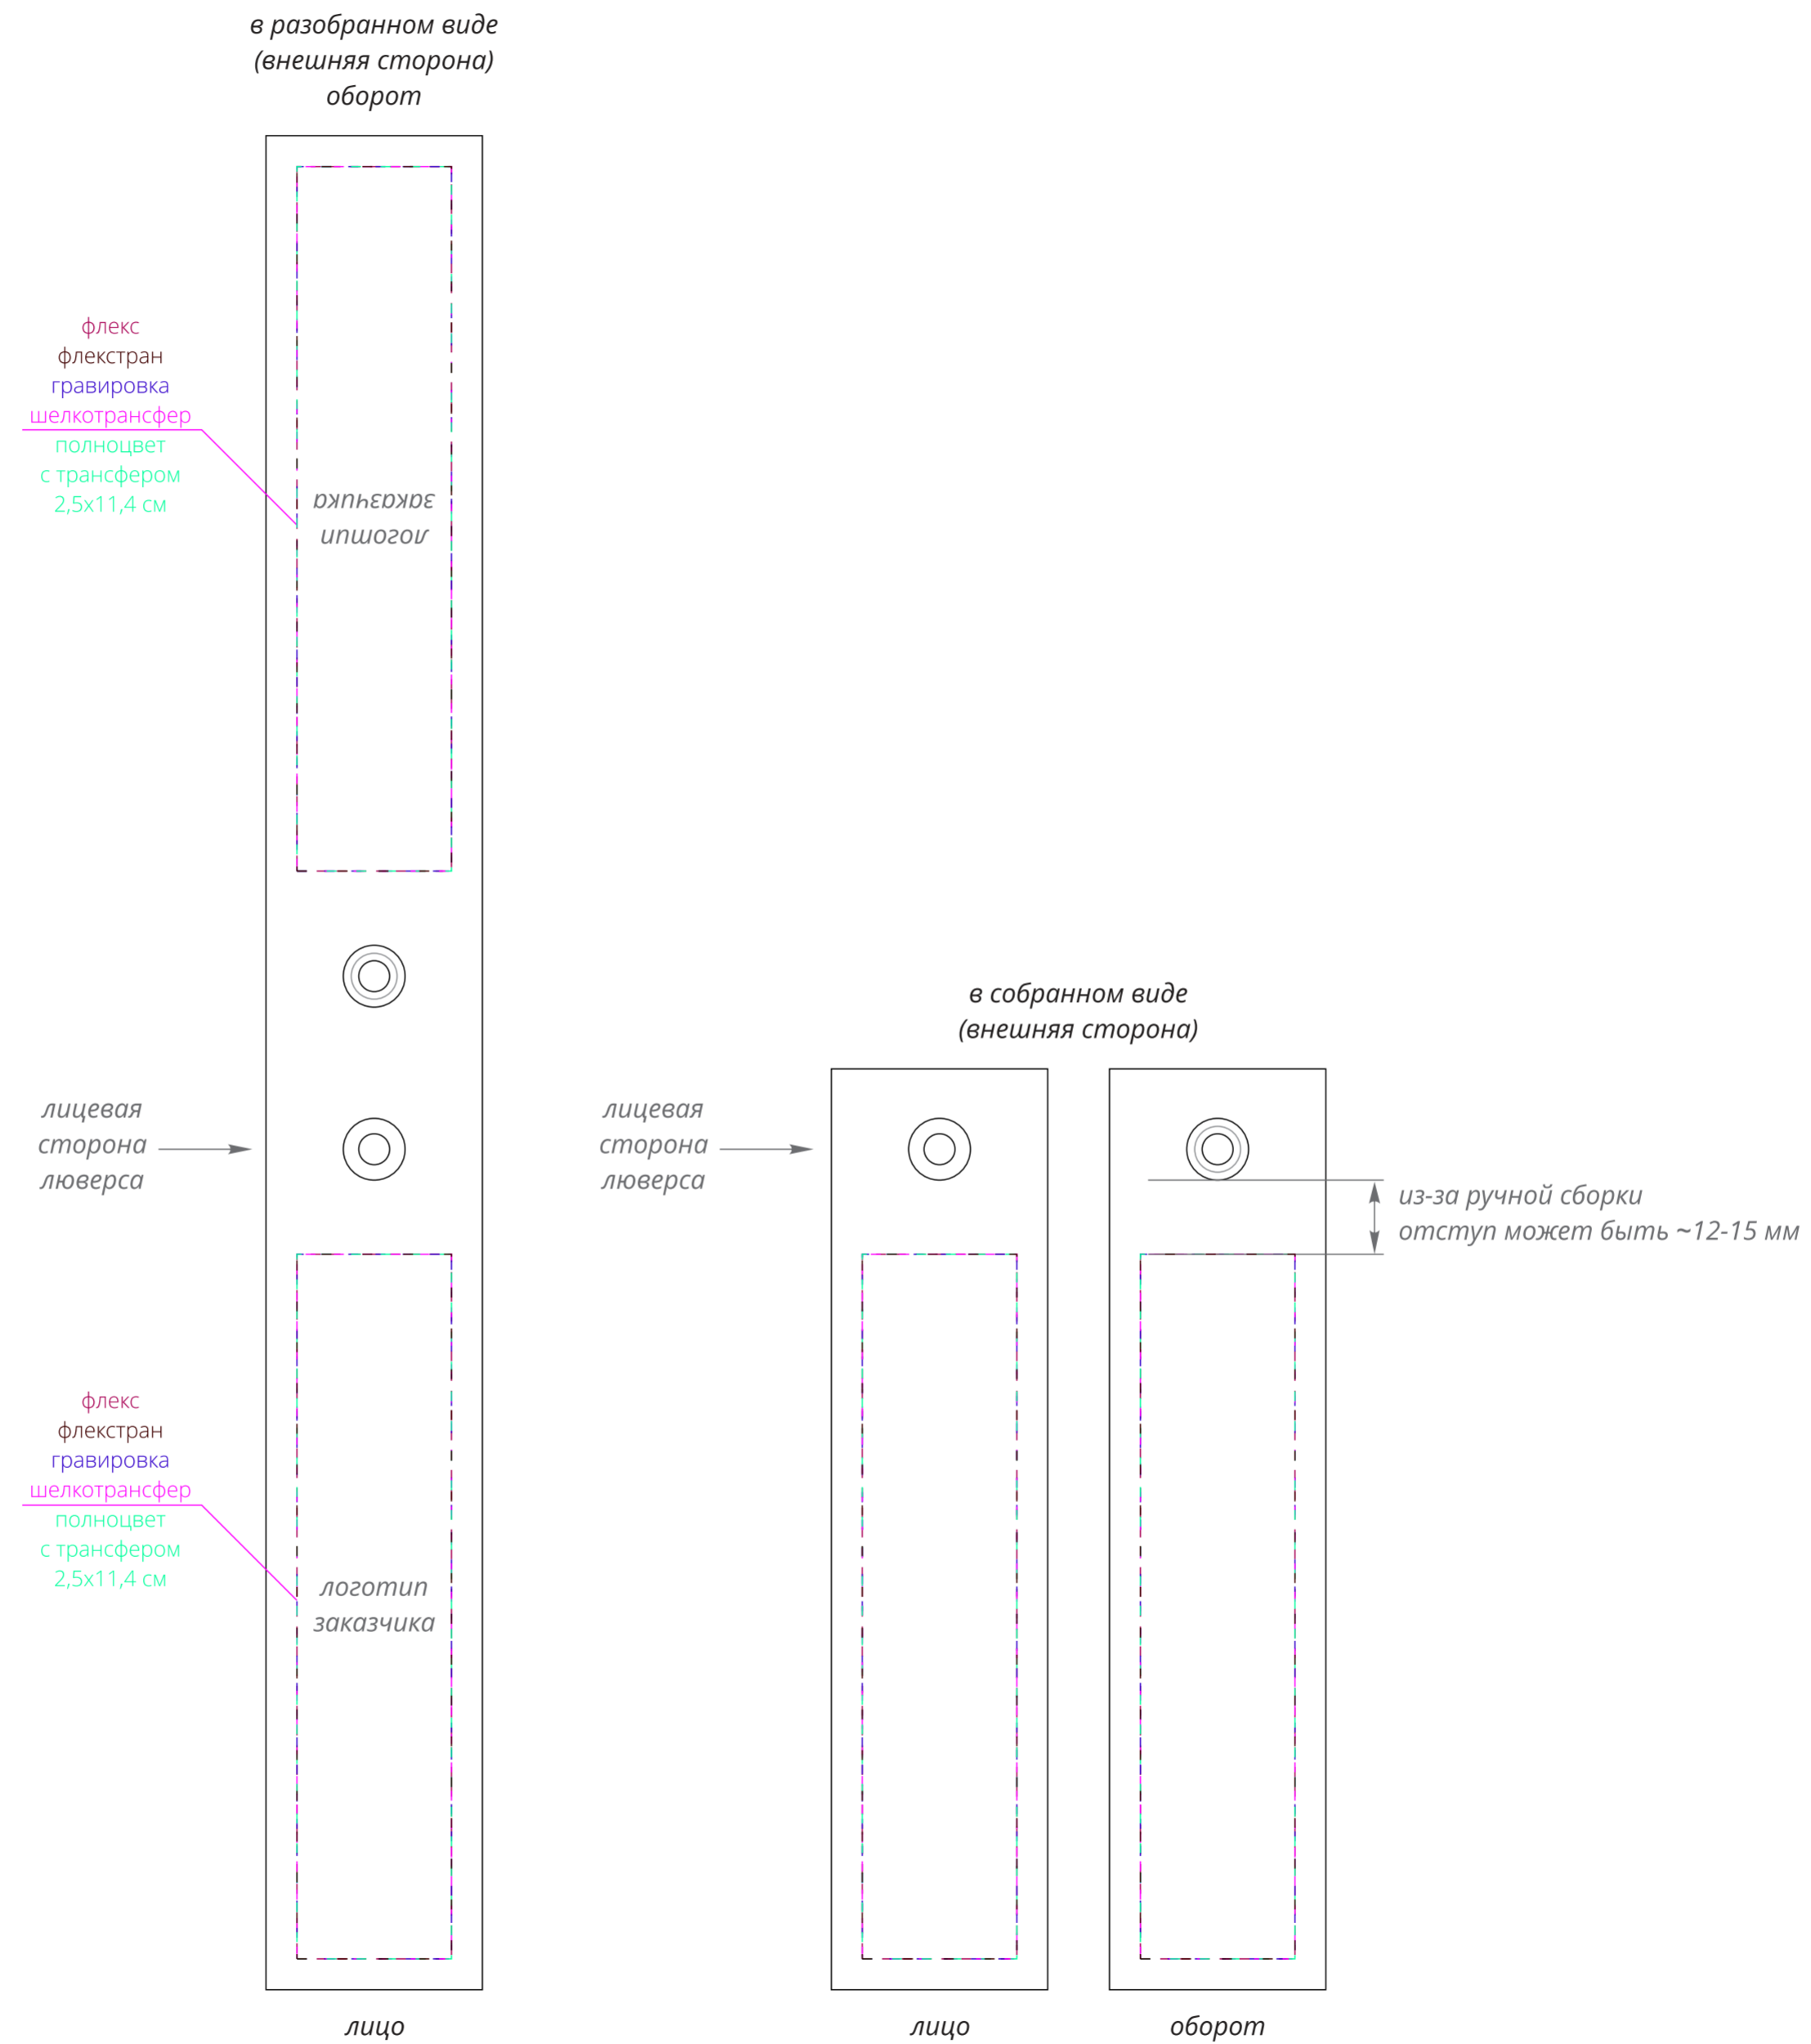 в разобранном виде
(внешняя сторона)
оборот
флекс
флекстран
гравировка
шелкотрансфер
полноцвет
с трансфером
2,5х11,4 см
логотип
заказчика
лицевая
сторона
люверса
флекс
флекстран
гравировка
шелкотрансфер
полноцвет
с трансфером
2,5х11,4 см
логотип
заказчика
лицо
в собранном виде
(внешняя сторона)
лицевая
сторона
люверса
из-за ручной сборки
отступ может быть ~12-15 мм
лицо
оборот